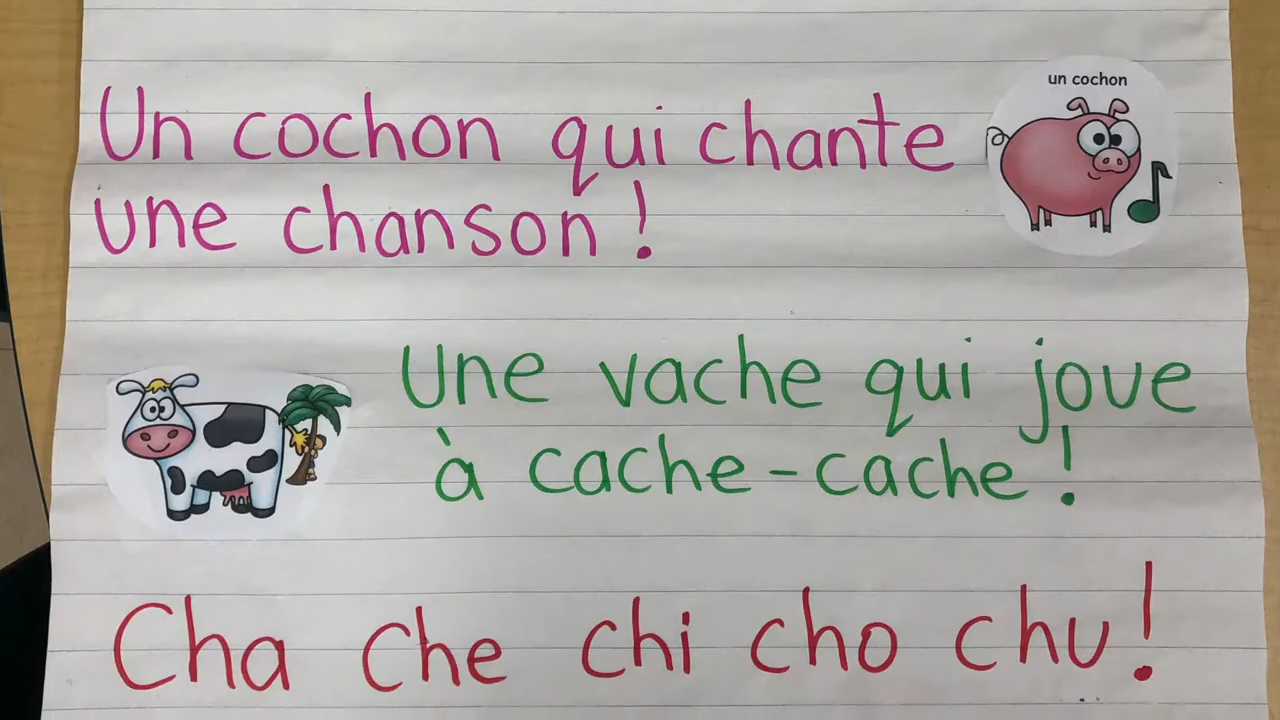 un cochon
Un cochon qui chante
une chanson !
Une vache qui joue
à cache-cache !
Cha che chi cho chu !